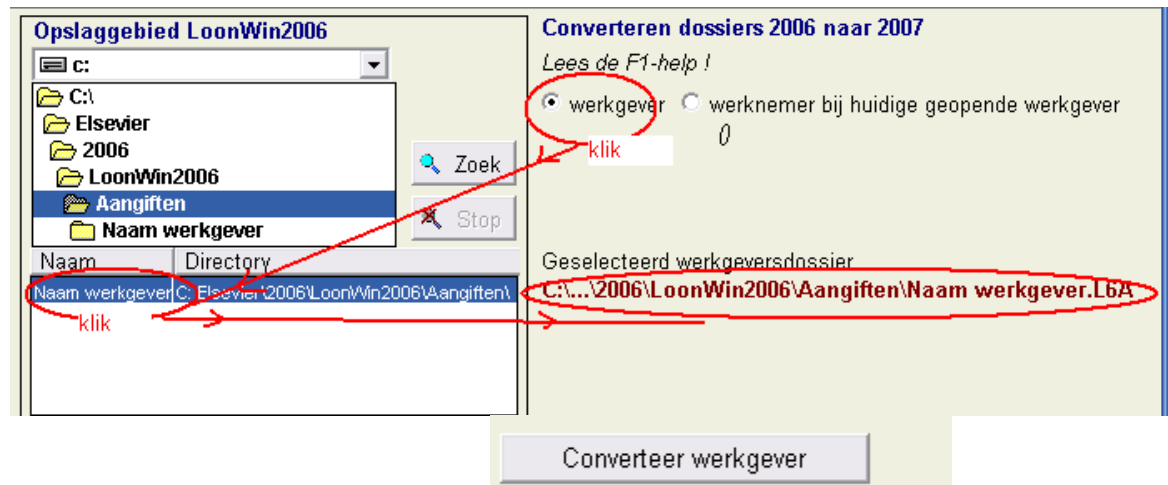 Opslaggebied LoonWin2006
c:
C:\
Elsevier
2006
LoonWin2006
Aangiften
Naam werkgever
Zoek
Stop
Naam Directory
Naam werkgever C:\Elsevier\2006\LoonWin2006\Aangiften\
klik
Converteren dossiers 2006 naar 2007
Lees de F1-help !
werkgever werknemer bij huidige geopende werkgever
()
klik
Geselecteerd werkgeversdossier
C:\...\2006\LoonWin2006\Aangiften\Naam werkgever.L6A
Converteer werkgever